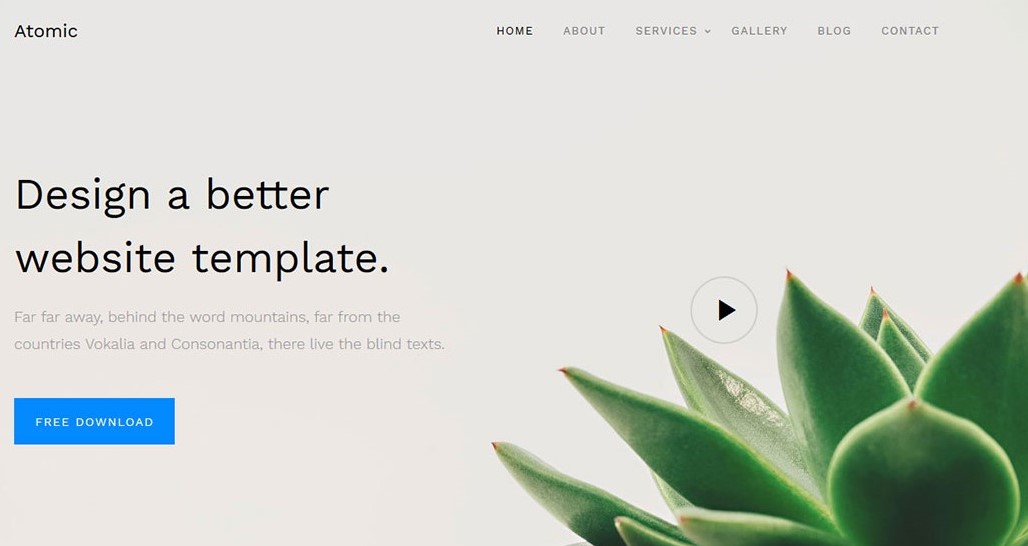 Atomic
HOME ABOUT SERVICES GALLERY BLOG CONTACT
Design a better
website template.
Far far away, behind the word mountains, far from the
countries Vokalia and Consonantia, there live the blind texts.
FREE DOWNLOAD